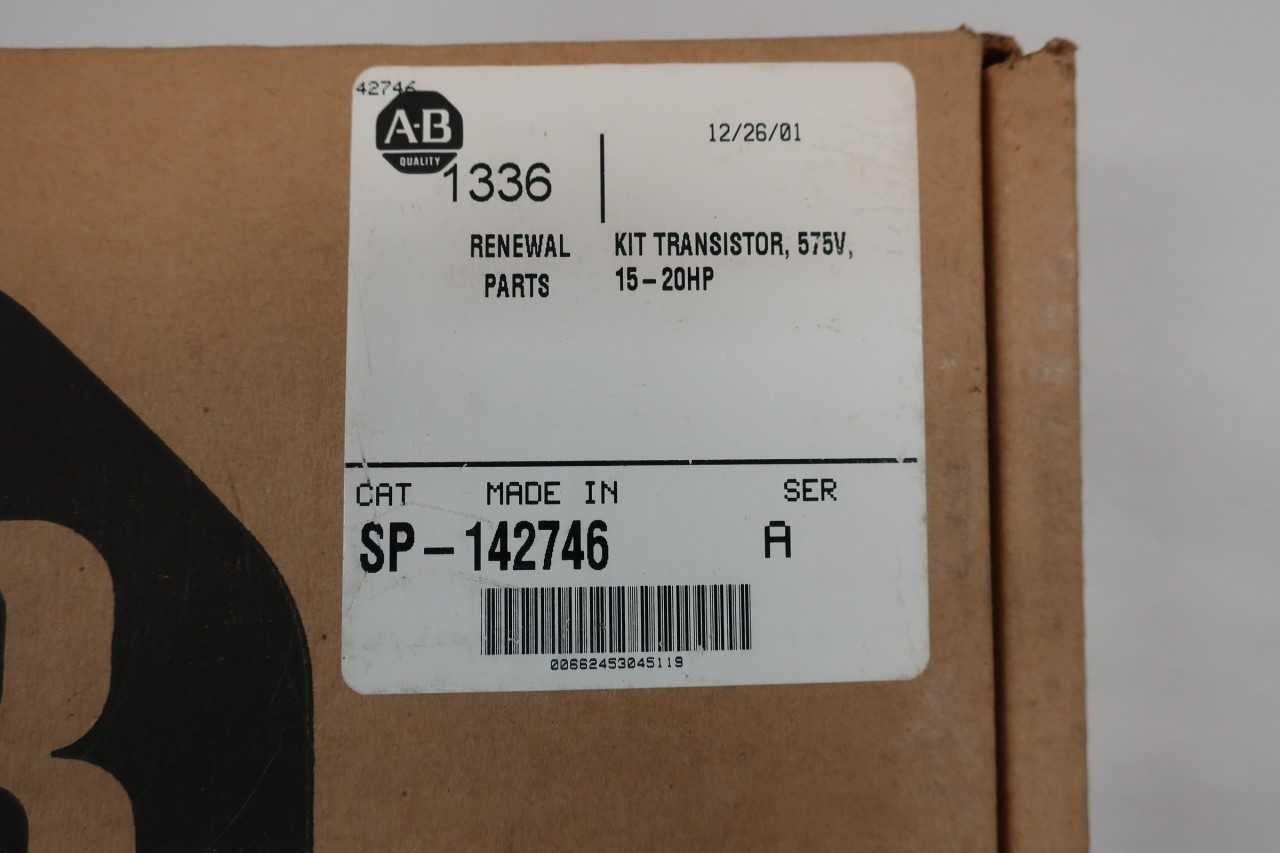 42746
A-B
QUALITY
1336
12/26/01
RENEWAL PARTS
KIT TRANSISTOR, 575V,
15-20HP
CAT MADE IN SER
SP-142746 A
00662453045119